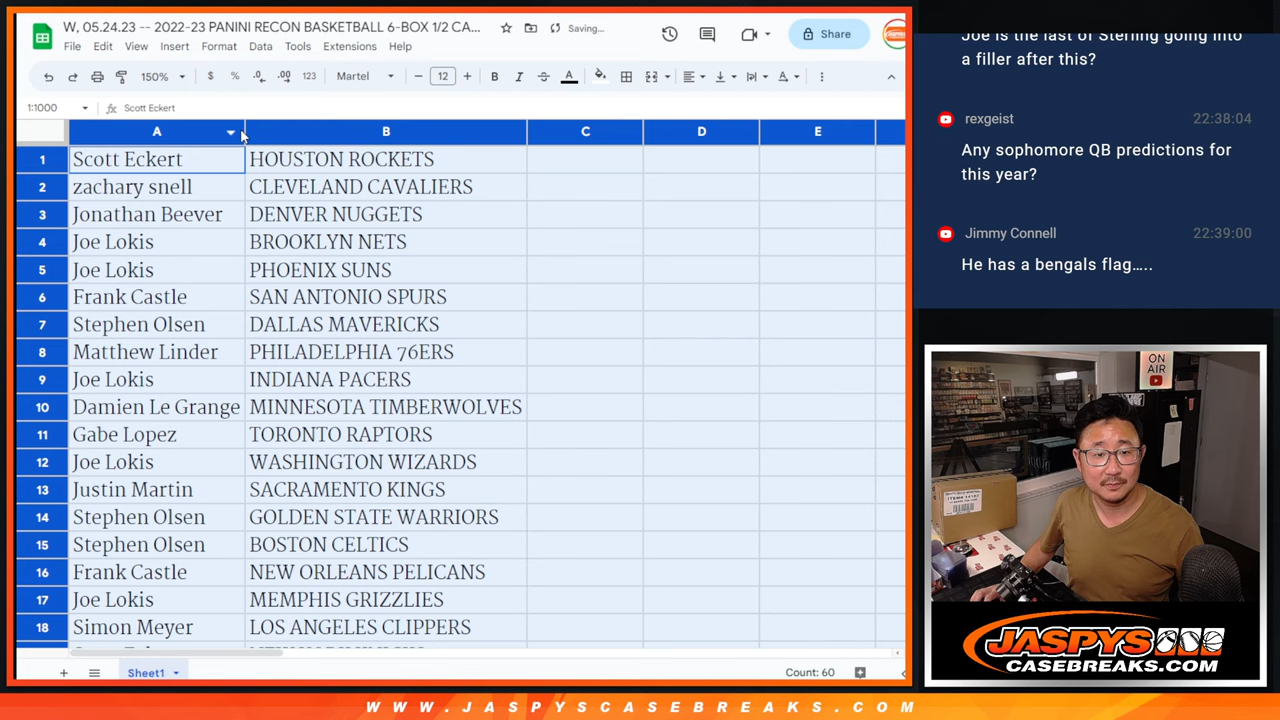 W, 05.24.23 -- 2022-23 PANINI RECON BASKETBALL 6-BOX 1/2 CA...
Saving...
Share
File Edit View Insert Format Data Tools Extensions Help
150% $ % .0 .00 123 Martel 12 B I A
1:1000 fx Scott Eckert
A B C D E
1 Scott Eckert HOUSTON ROCKETS
2 zachary snell CLEVELAND CAVALIERS
3 Jonathan Beever DENVER NUGGETS
4 Joe Lokis BROOKLYN NETS
5 Joe Lokis PHOENIX SUNS
6 Frank Castle SAN ANTONIO SPURS
7 Stephen Olsen DALLAS MAVERICKS
8 Matthew Linder PHILADELPHIA 76ERS
9 Joe Lokis INDIANA PACERS
10 Damien Le Grange MINNESOTA TIMBERWOLVES
11 Gabe Lopez TORONTO RAPTORS
12 Joe Lokis WASHINGTON WIZARDS
13 Justin Martin SACRAMENTO KINGS
14 Stephen Olsen GOLDEN STATE WARRIORS
15 Stephen Olsen BOSTON CELTICS
16 Frank Castle NEW ORLEANS PELICANS
17 Joe Lokis MEMPHIS GRIZZLIES
18 Simon Meyer LOS ANGELES CLIPPERS
Sheet1
Count: 60
Joe is the last of Sterling going into
a filler after this?
rexgeist 22:38:04
Any sophomore QB predictions for
this year?
Jimmy Connell 22:39:00
He has a bengals flag.....
ON
AIR
JASPYS
CASEBREAKS.COM
WWW.JASPYSCASEBREAKS.COM